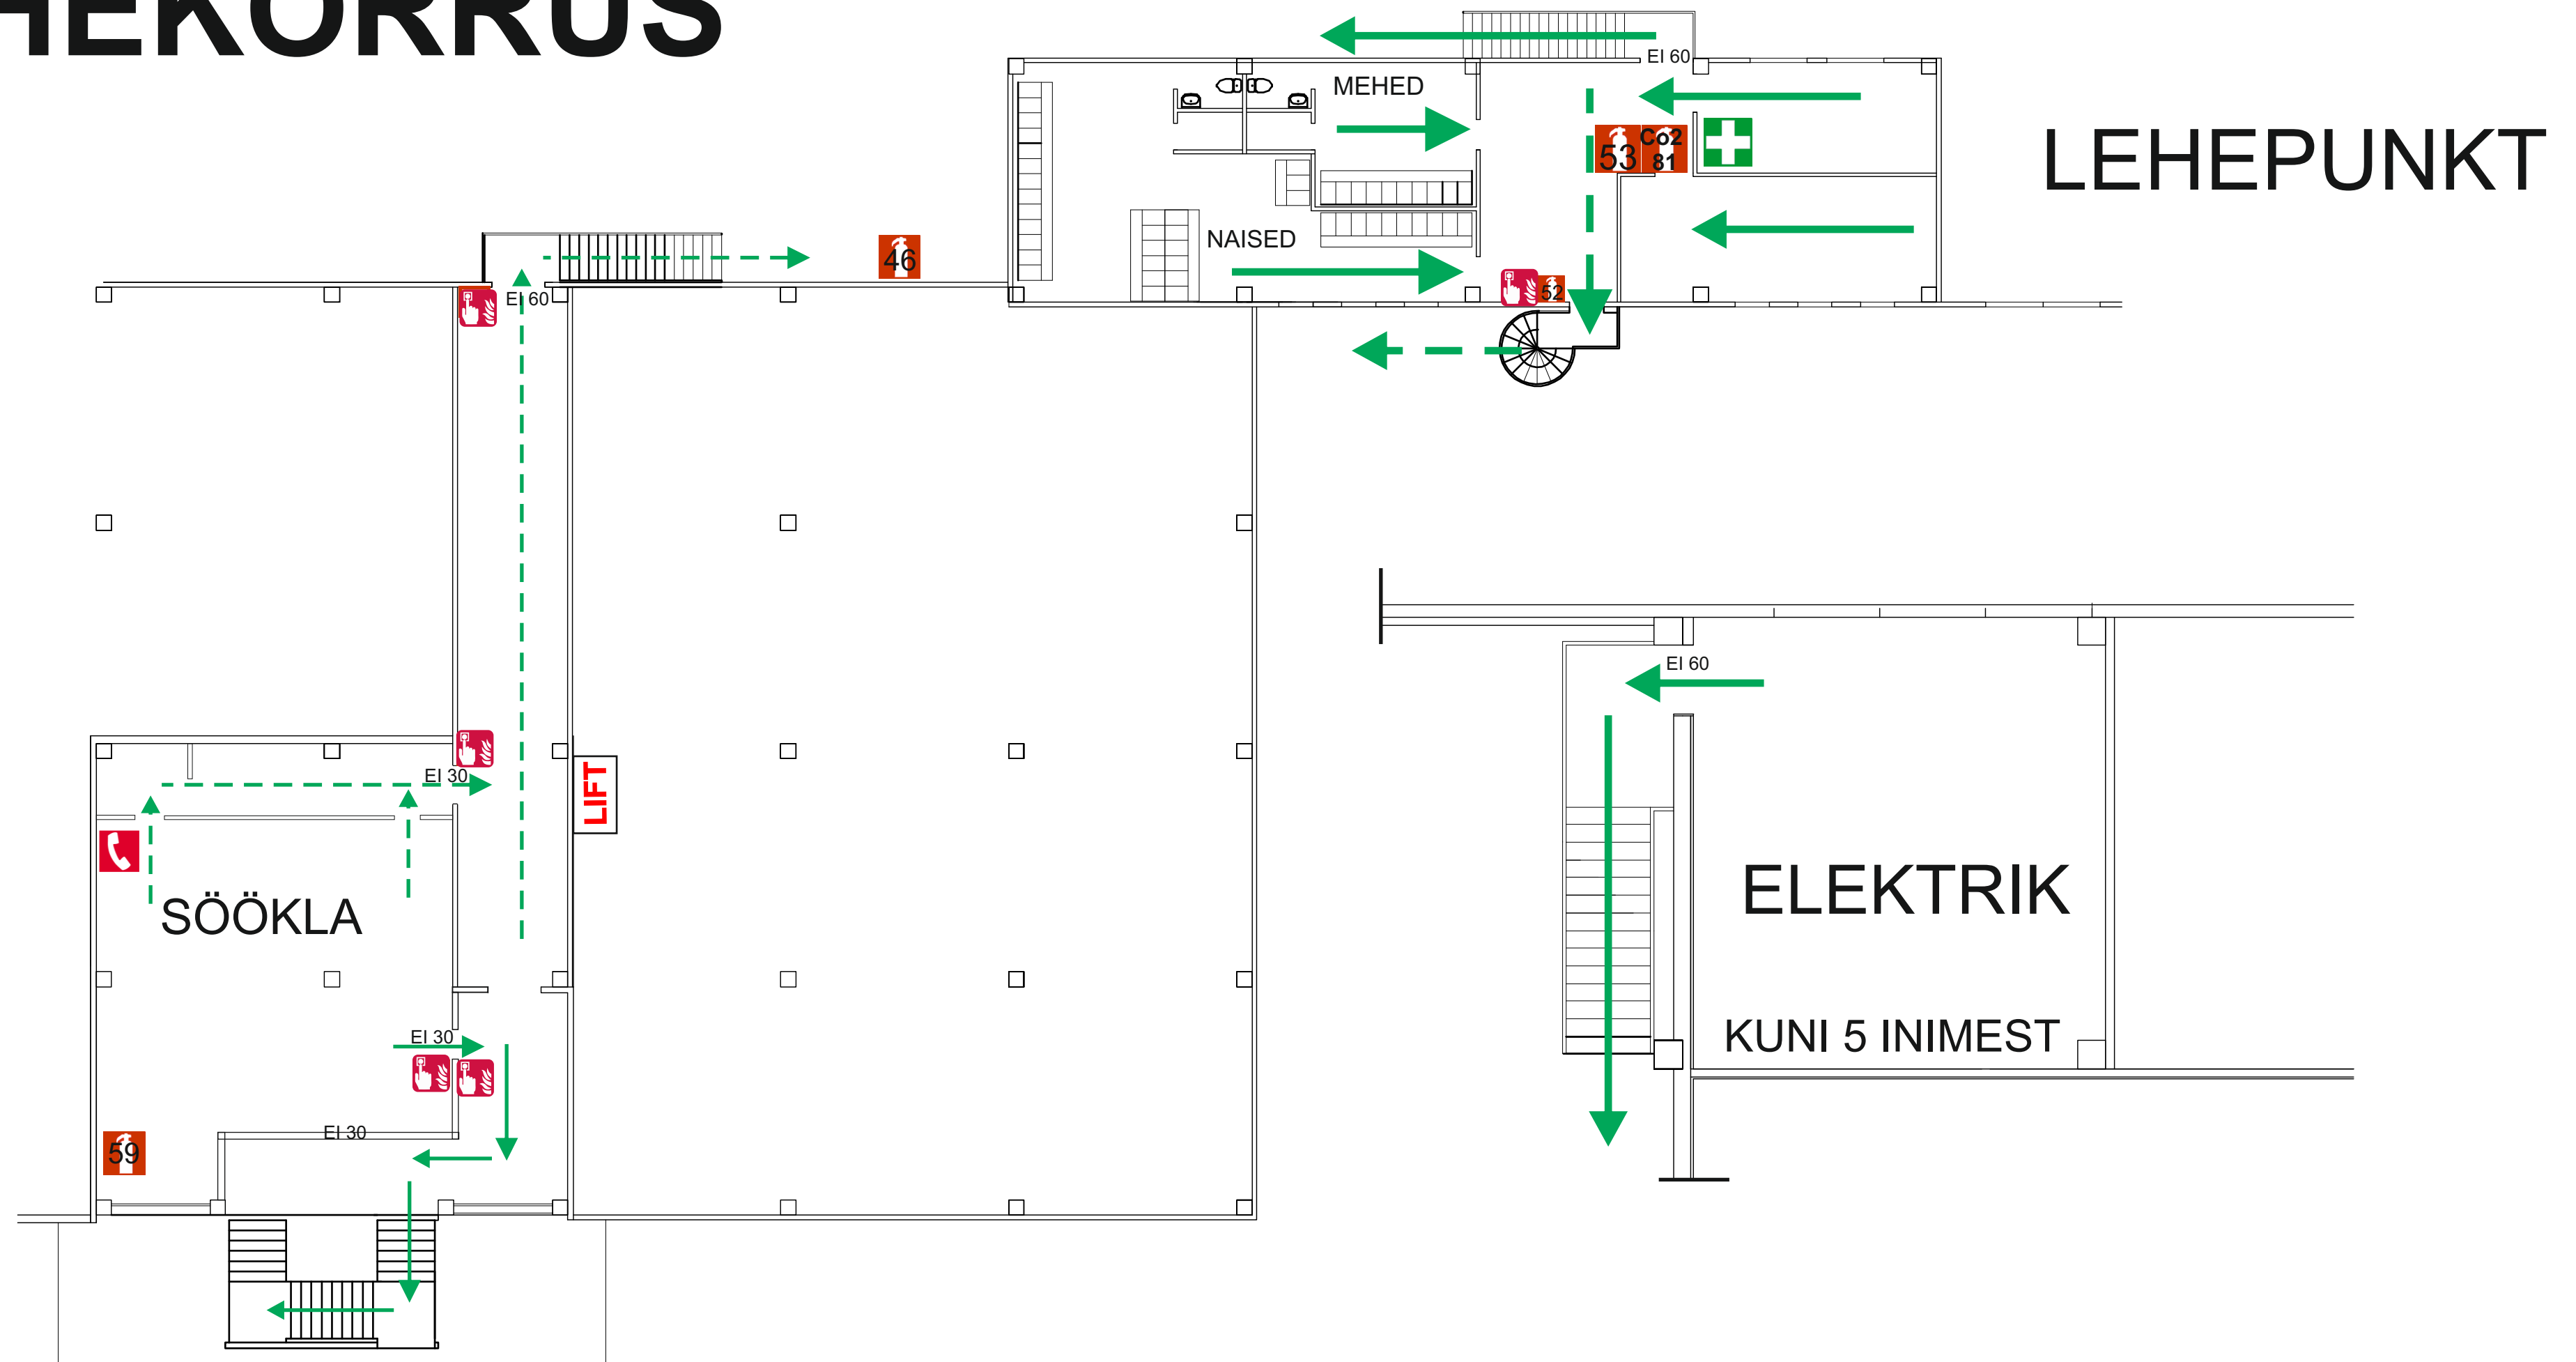 HEKORRUS
EI 60
MEHED
53
Co2
81
LEHEPUNKT
NAISED
46
EI 60
52
EI 60
EI 30
LIFT
SÖÖKLA
ELEKTRIK
EI 30
KUNI 5 INIMEST
EI 30
59